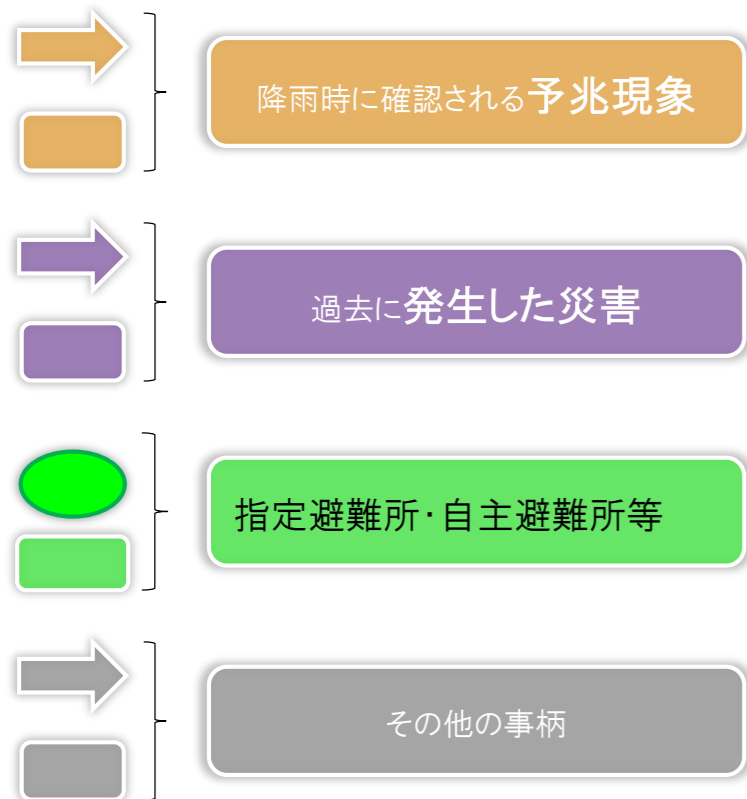 降雨時に確認される予兆現象
過去に発生した災害
指定避難所･自主避難所等
その他の事柄